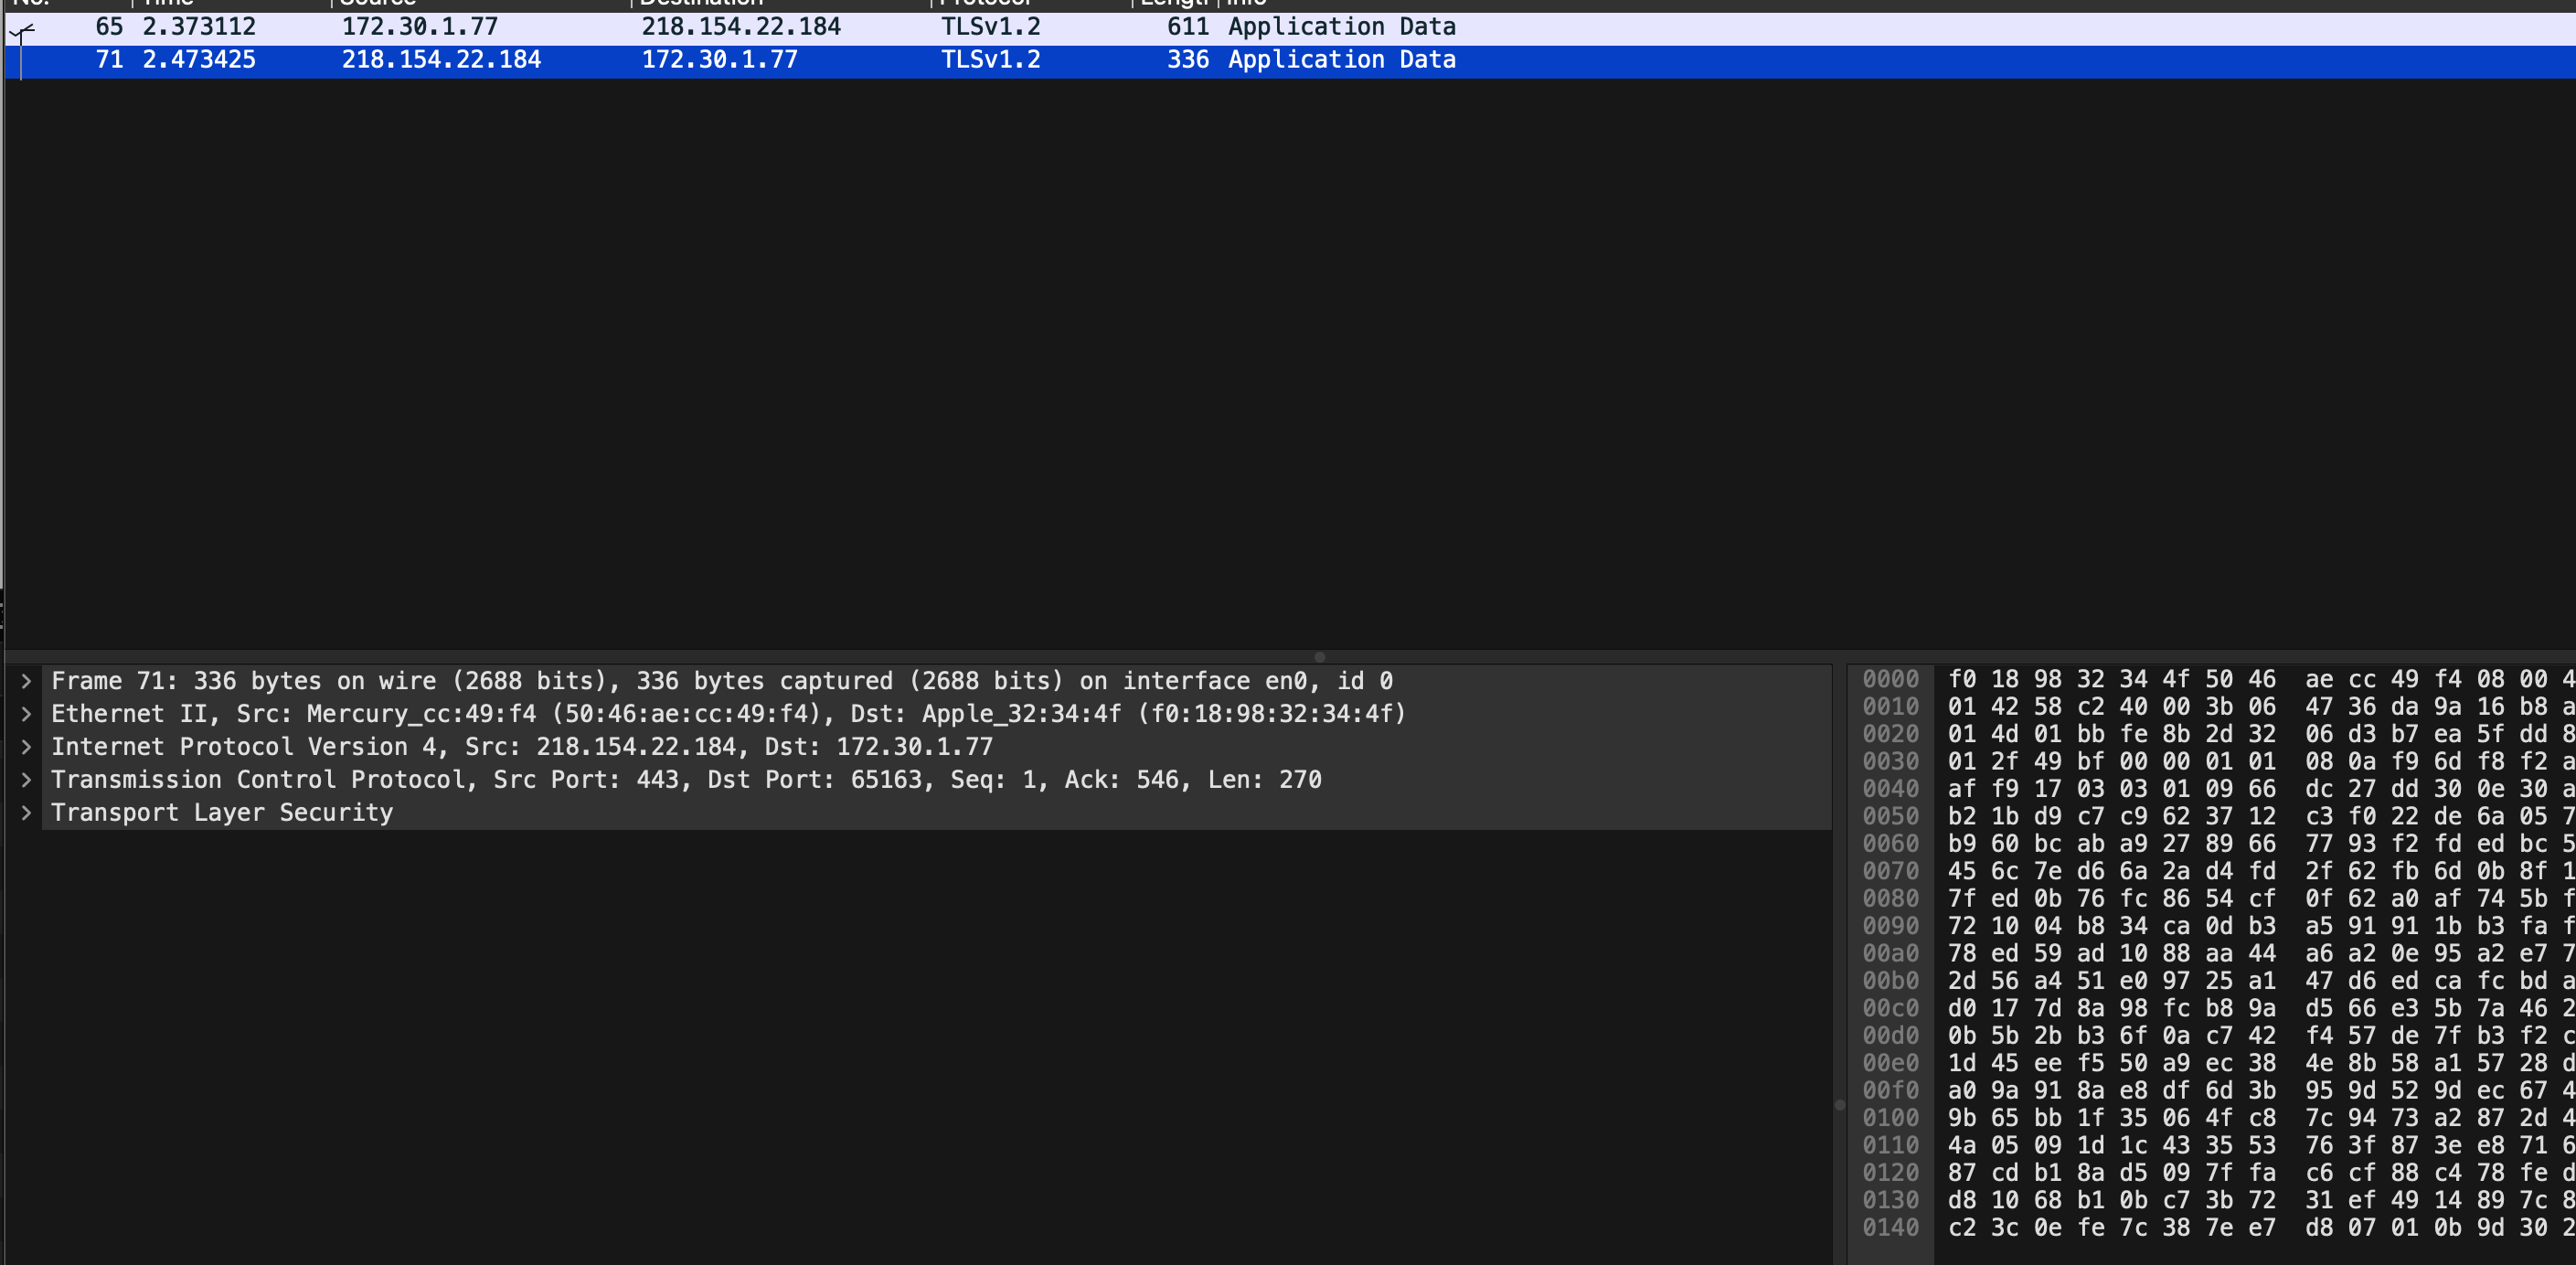 No. Time Source Destination Protocol Length Info
65 2.373112 172.30.1.77 218.154.22.184 TLSv1.2 611 Application Data
71 2.473425 218.154.22.184 172.30.1.77 TLSv1.2 336 Application Data
Frame 71: 336 bytes on wire (2688 bits), 336 bytes captured (2688 bits) on interface en0, id 0
Ethernet II, Src: Mercury_cc:49:f4 (50:46:ae:cc:49:f4), Dst: Apple_32:34:4f (f0:18:98:32:34:4f)
Internet Protocol Version 4, Src: 218.154.22.184, Dst: 172.30.1.77
Transmission Control Protocol, Src Port: 443, Dst Port: 65163, Seq: 1, Ack: 546, Len: 270
Transport Layer Security
0000 f0 18 98 32 34 4f 50 46 ae cc 49 f4 08 00 4
0010 01 42 58 c2 40 00 3b 06 47 36 da 9a 16 b8 a
0020 01 4d 01 bb fe 8b 2d 32 06 d3 b7 ea 5f dd 8
0030 01 2f 49 bf 00 00 01 01 08 0a f9 6d f8 f2 a
0040 af f9 17 03 03 01 09 66 dc 27 dd 30 0e 30 a
0050 b2 1b d9 c7 c9 62 37 12 c3 f0 22 de 6a 05 7
0060 b9 60 bc ab a9 27 89 66 77 93 f2 fd ed bc 5
0070 45 6c 7e d6 6a 2a d4 fd 2f 62 fb 6d 0b 8f 1
0080 7f ed 0b 76 fc 86 54 cf 0f 62 a0 af 74 5b f
0090 72 10 04 b8 34 ca 0d b3 a5 91 91 1b b3 fa f
00a0 78 ed 59 ad 10 88 aa 44 a6 a2 0e 95 a2 e7 7
00b0 2d 56 a4 51 e0 97 25 a1 47 d6 ed ca fc bd a
00c0 d0 17 7d 8a 98 fc b8 9a d5 66 e3 5b 7a 46 2
00d0 0b 5b 2b b3 6f 0a c7 42 f4 57 de 7f b3 f2 c
00e0 1d 45 ee f5 50 a9 ec 38 4e 8b 58 a1 57 28 d
00f0 a0 9a 91 8a e8 df 6d 3b 95 9d 52 9d ec 67 4
0100 9b 65 bb 1f 35 06 4f c8 7c 94 73 a2 87 2d 4
0110 4a 05 09 1d 1c 43 35 53 76 3f 87 3e e8 71 6
0120 87 cd b1 8a d5 09 7f fa c6 cf 88 c4 78 fe d
0130 d8 10 68 b1 0b c7 3b 72 31 ef 49 14 89 7c 8
0140 c2 3c 0e fe 7c 38 7e e7 d8 07 01 0b 9d 30 2